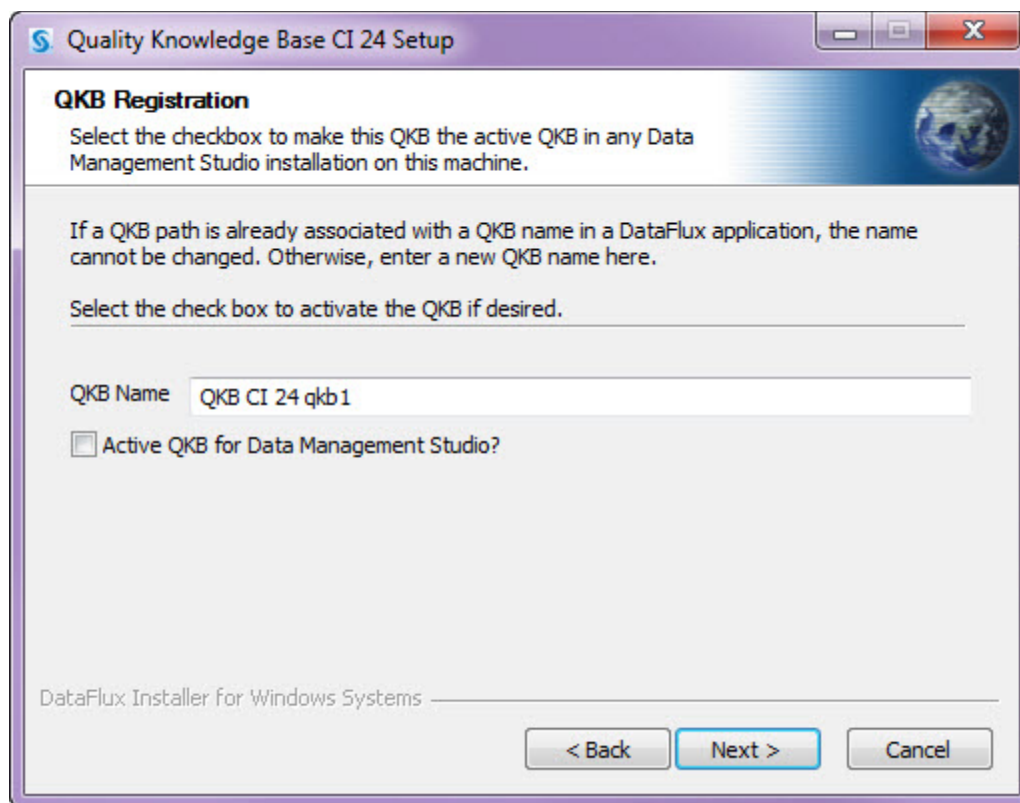 Quality Knowledge Base CI 24 Setup
QKB Registration
Select the checkbox to make this QKB the active QKB in any Data
Management Studio installation on this machine.
If a QKB path is already associated with a QKB name in a DataFlux application, the name
cannot be changed. Otherwise, enter a new QKB name here.
Select the check box to activate the QKB if desired.
QKB Name QKB CI 24 qkb1
Active QKB for Data Management Studio?
DataFlux Installer for Windows Systems
< Back Next > Cancel